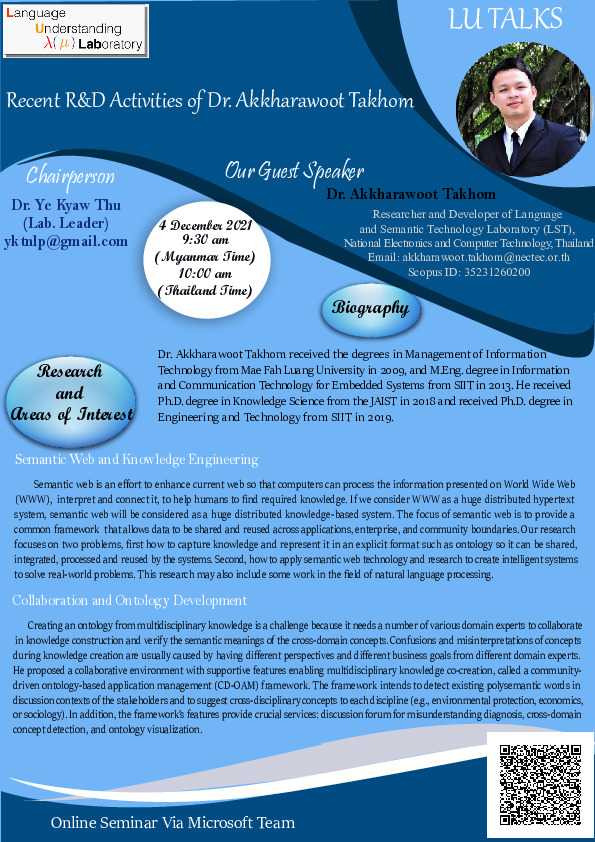 Language
Understanding
λ(μ) Laboratory
LU TALKS
Recent R&D Activities of Dr. Akkharawoot Takhom
Chairperson
Dr. Ye Kyaw Thu
(Lab. Leader)
yktnlp@gmail.com
Our Guest Speaker
Dr. Akkharawoot Takhom
Researcher and Developer of Language
and Semantic Technology Laboratory (LST),
National Electronics and Computer Technology, Thailand
Email: akkharawoot.takhom@nectec.or.th
Scopus ID: 35231260200
4 December 2021
9:30 am
(Myanmar Time)
10:00 am
(Thailand Time)
Biography
Dr. Akkharawoot Takhom received the degrees in Management of Information
Technology from Mae Fah Luang University in 2009, and M.Eng. degree in Information
and Communication Technology for Embedded Systems from SIIT in 2013. He received
Ph.D. degree in Knowledge Science from the JAIST in 2018 and received Ph.D. degree in
Engineering and Technology from SIIT in 2019.
Research
and
Areas of Interest
Semantic Web and Knowledge Engineering
Semantic web is an effort to enhance current web so that computers can process the information presented on World Wide Web
(WWW), interpret and connect it, to help humans to find required knowledge. If we consider WWW as a huge distributed hypertext
system, semantic web will be considered as a huge distributed knowledge-based system. The focus of semantic web is to provide a
common framework that allows data to be shared and reused across applications, enterprise, and community boundaries. Our research
focuses on two problems, first how to capture knowledge and represent it in an explicit format such as ontology so it can be shared,
integrated, processed and reused by the systems. Second, how to apply semantic web technology and research to create intelligent systems
to solve real-world problems. This research may also include some work in the field of natural language processing.
Collaboration and Ontology Development
Creating an ontology from multidisciplinary knowledge is a challenge because it needs a number of various domain experts to collaborate
in knowledge construction and verify the semantic meanings of the cross-domain concepts. Confusions and misinterpretations of concepts
during knowledge creation are usually caused by having different perspectives and different business goals from different domain experts.
He proposed a collaborative environment with supportive features enabling multidisciplinary knowledge co-creation, called a community-
driven ontology-based application management (CD-OAM) framework. The framework intends to detect existing polysemantic words in
discussion contexts of the stakeholders and to suggest cross-disciplinary concepts to each discipline (e.g., environmental protection, economics,
or sociology). In addition, the framework's features provide crucial services: discussion forum for misunderstanding diagnosis, cross-domain
concept detection, and ontology visualization.
Online Seminar Via Microsoft Team